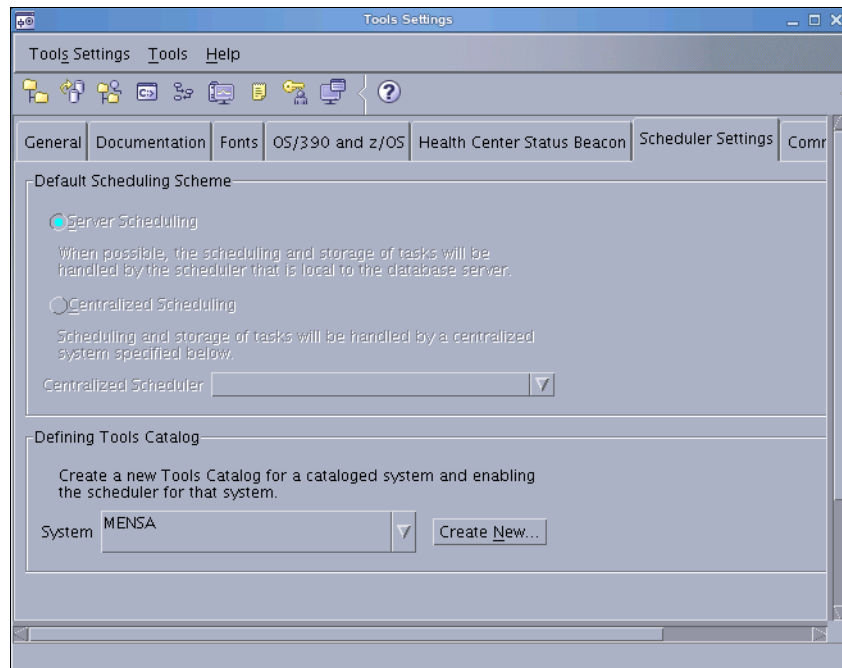 Tools Settings
Tools Settings Tools Help
General Documentation Fonts OS/390 and z/OS Health Center Status Beacon Scheduler Settings Comm
Default Scheduling Scheme
Server Scheduling
When possible, the scheduling and storage of tasks will be
handled by the scheduler that is local to the database server.
Centralized Scheduling
Scheduling and storage of tasks will be handled by a centralized
system specified below.
Centralized Scheduler
Defining Tools Catalog
Create a new Tools Catalog for a cataloged system and enabling
the scheduler for that system.
System MENSA Create New...